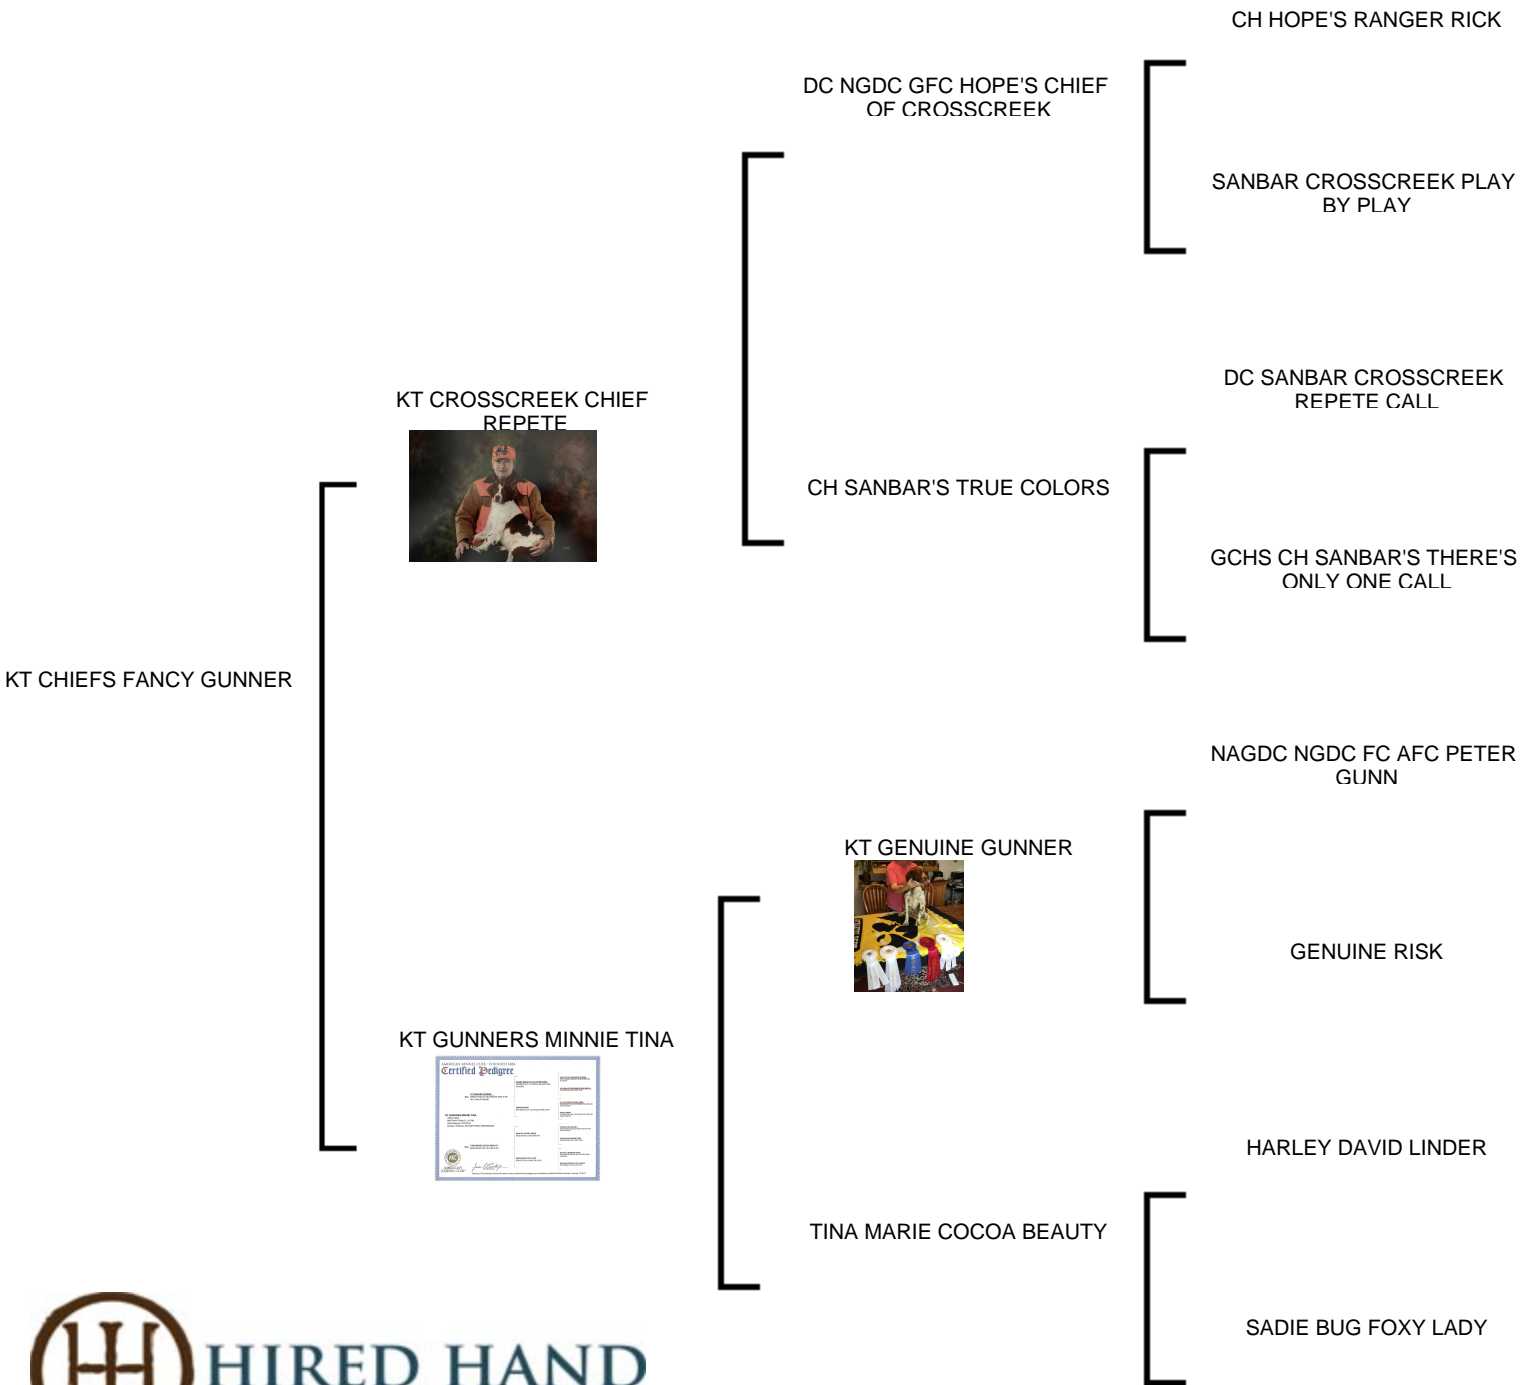 CH HOPE'S RANGER RICK
DC NGDC GFC HOPE'S CHIEF
OF CROSSCREEK
SANBAR CROSSCREEK PLAY
BY PLAY
DC SANBAR CROSSCREEK
REPETE CALL
KT CROSSCREEK CHIEF
REPETE
CH SANBAR'S TRUE COLORS
GCHS CH SANBAR'S THERE'S
ONLY ONE CALL
KT CHIEFS FANCY GUNNER
NAGDC NGDC FC AFC PETER
GUNN
KT GENUINE GUNNER
GENUINE RISK
KT GUNNERS MINNIE TINA
Certified Pedigree
HARLEY DAVID LINDER
TINA MARIE COCOA BEAUTY
SADIE BUG FOXY LADY
HIRED HAND